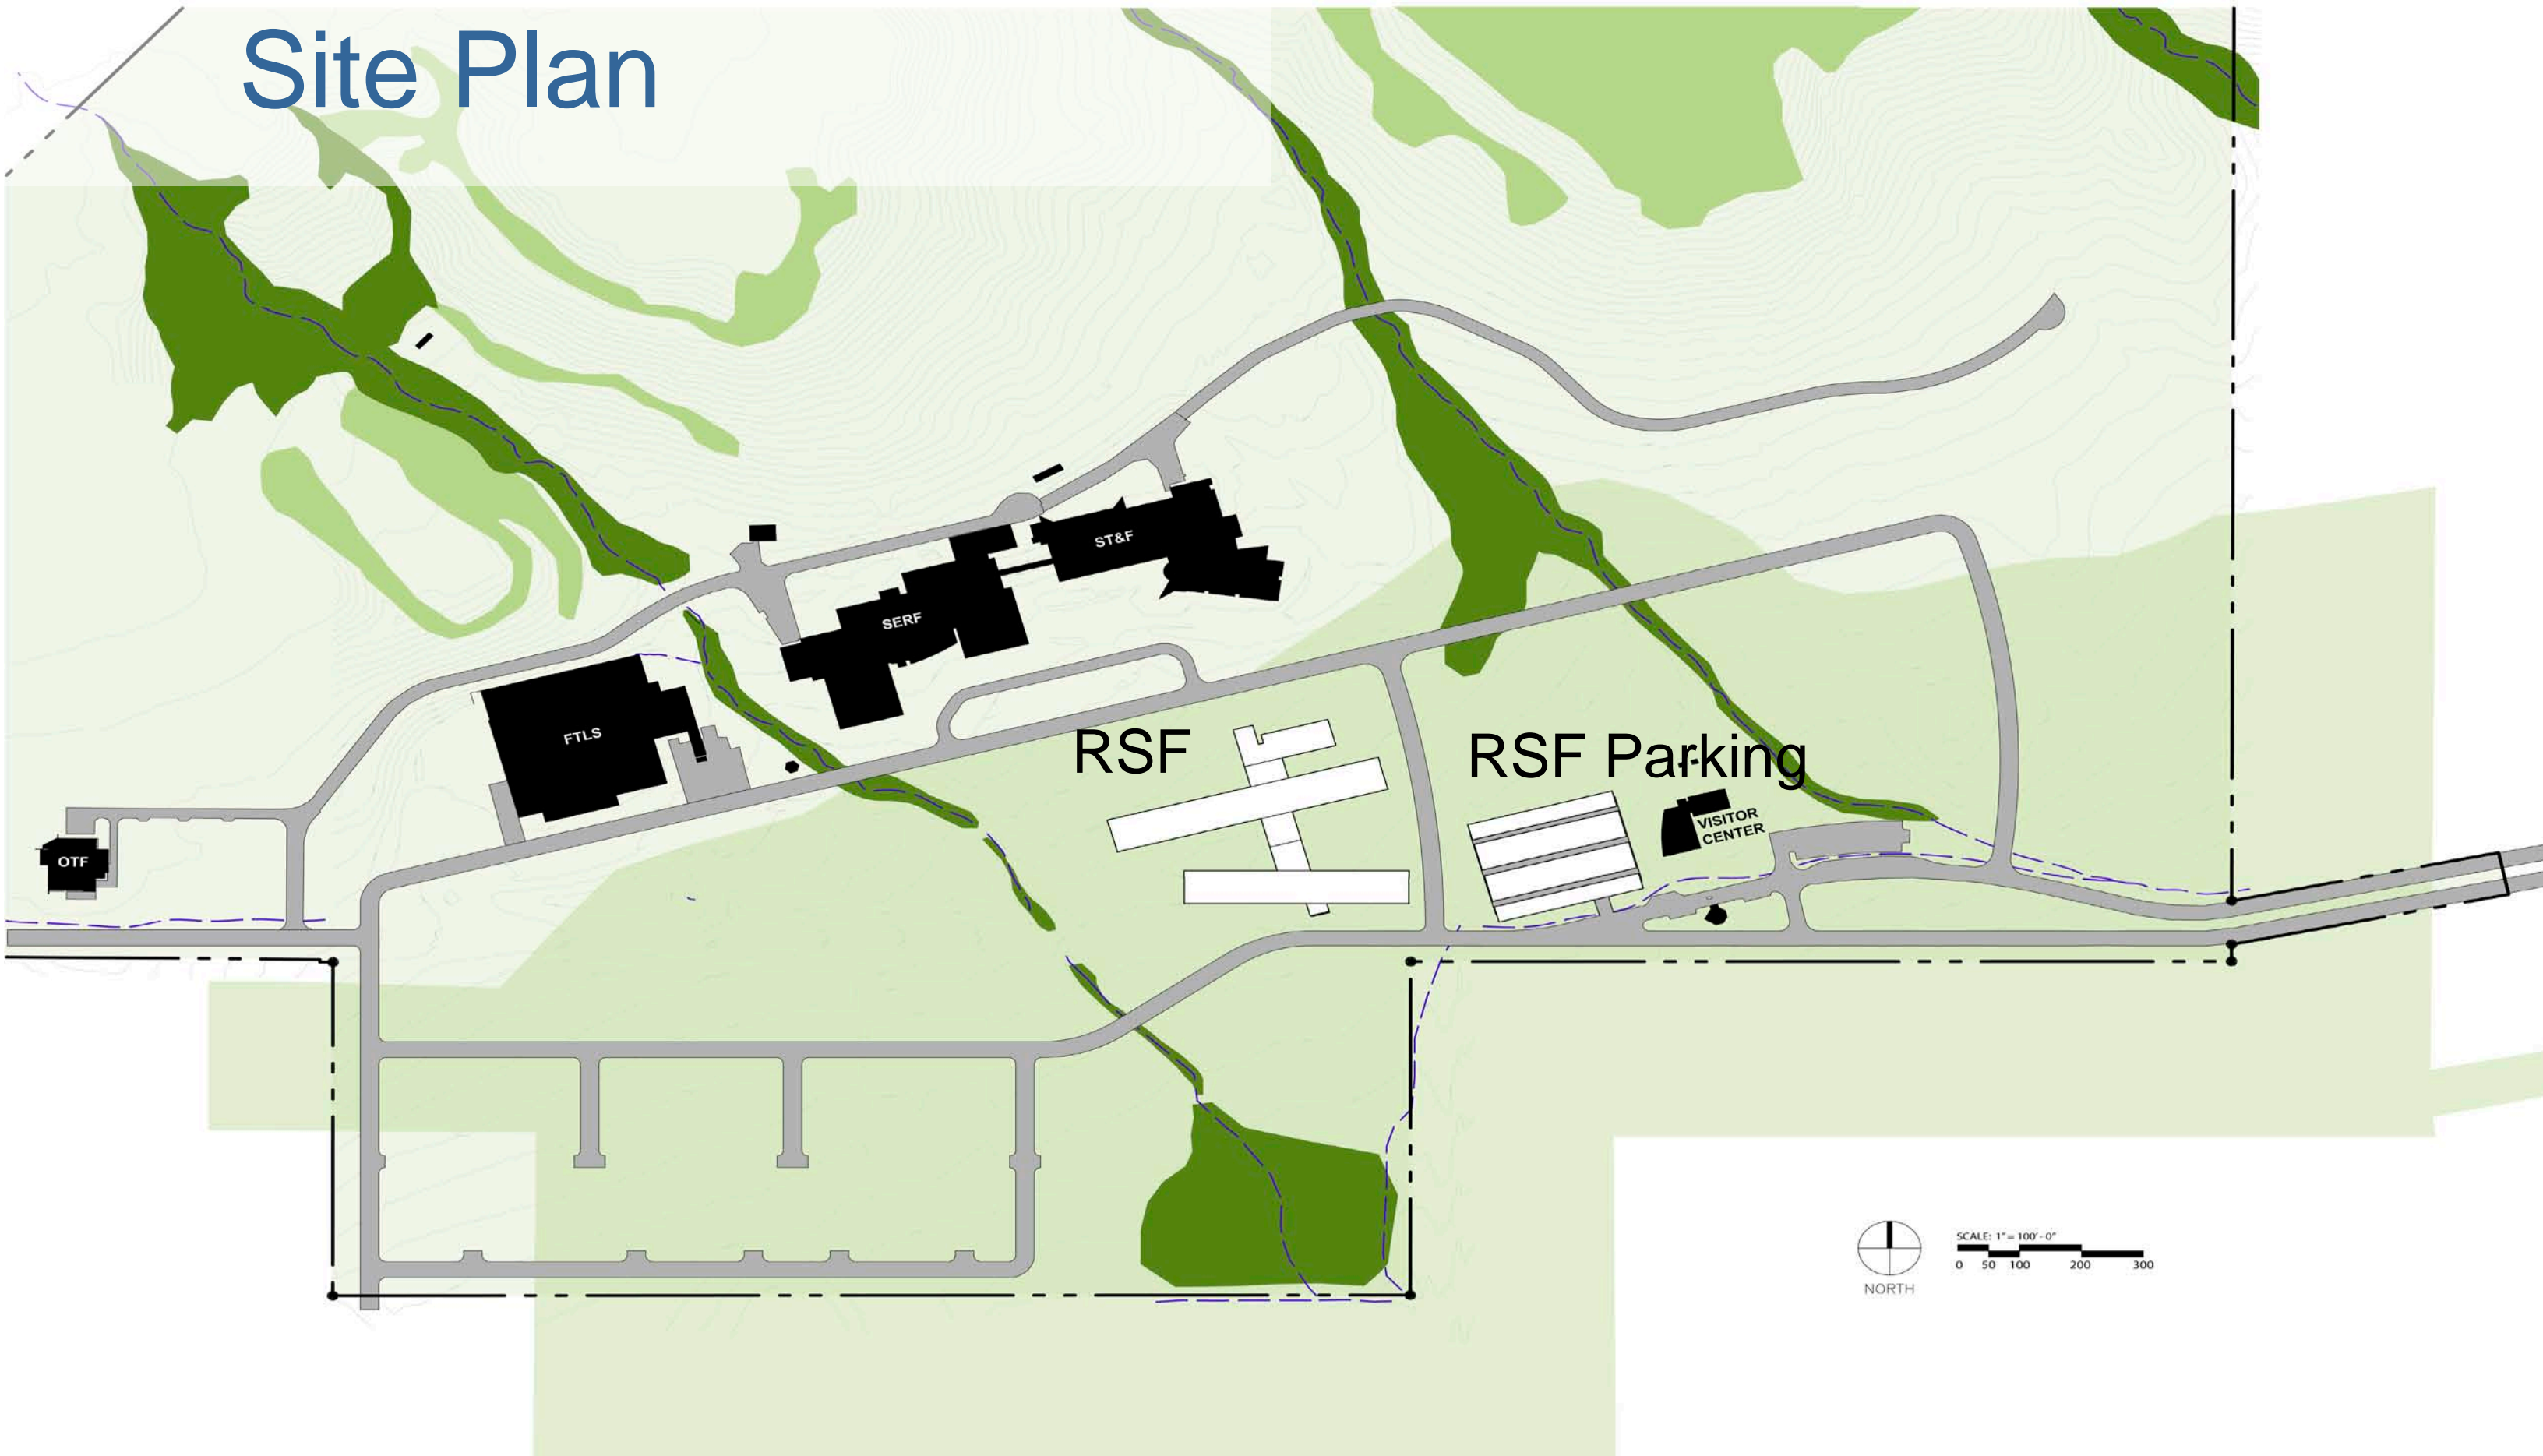 Site Plan
ST&F
SERF
FTLS
RSF
RSF Parking
VISITOR
CENTER
OTF
SCALE: 1" = 100' - 0"
0 50 100 200 300
NORTH